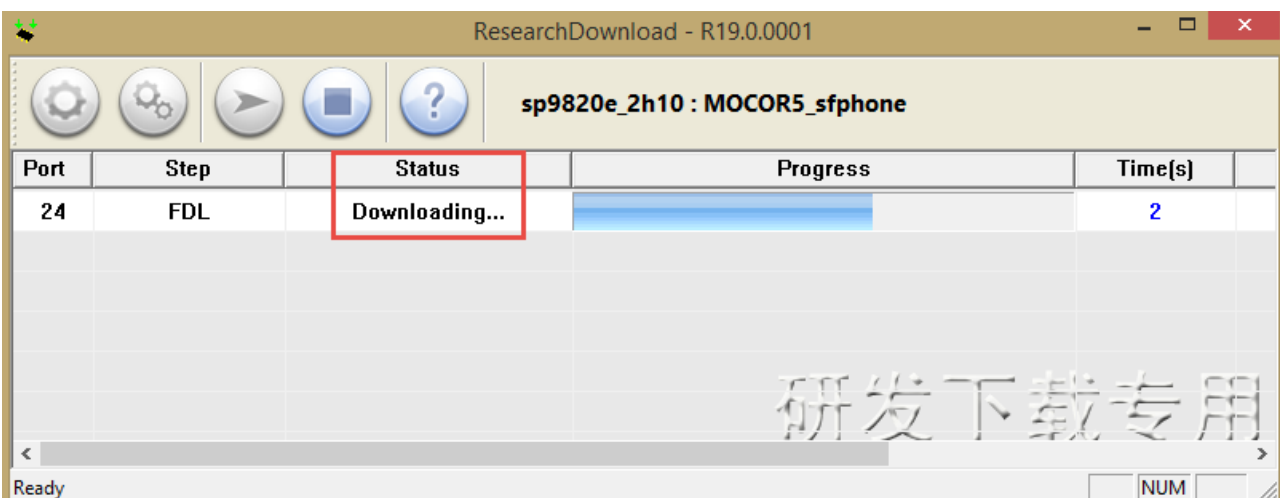 ResearchDownload - R19.0.0001
sp9820e_2h10 : MOCOR5_sfphone
Port Step Status Progress Time(s)
24 FDL Downloading... 2
研发下载专用
Ready NUM